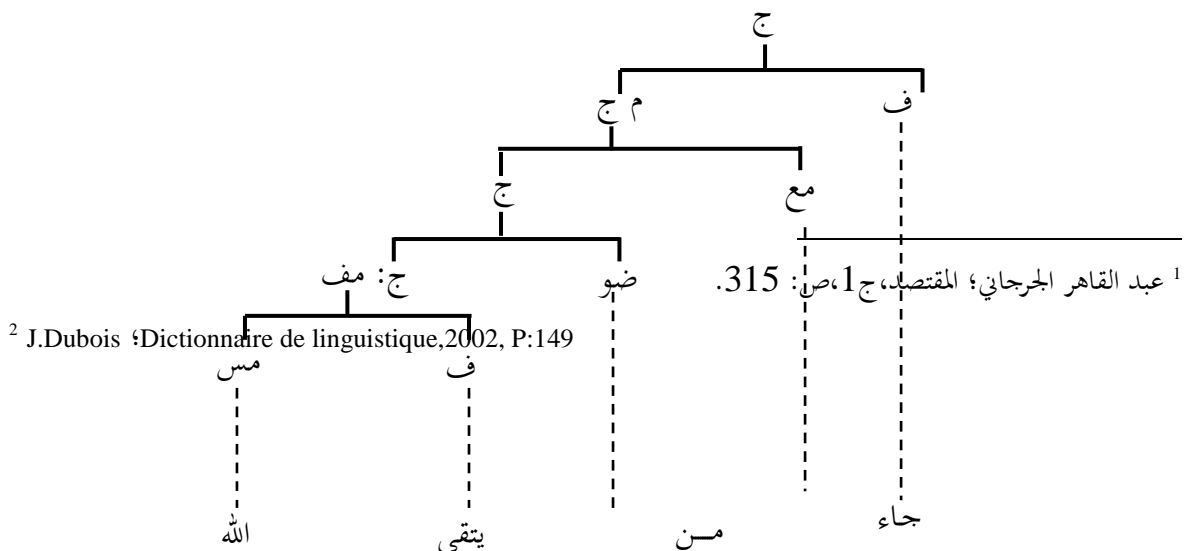 ج
ف م ج
مع ج
ضو ج: مف
¹ عبد القاهر الجرجاني؛ المقتصد،ج1،ص: 315.
² J.Dubois ؛Dictionnaire de linguistique,2002, P:149
ف مس
جاء مـــن يتقي الله